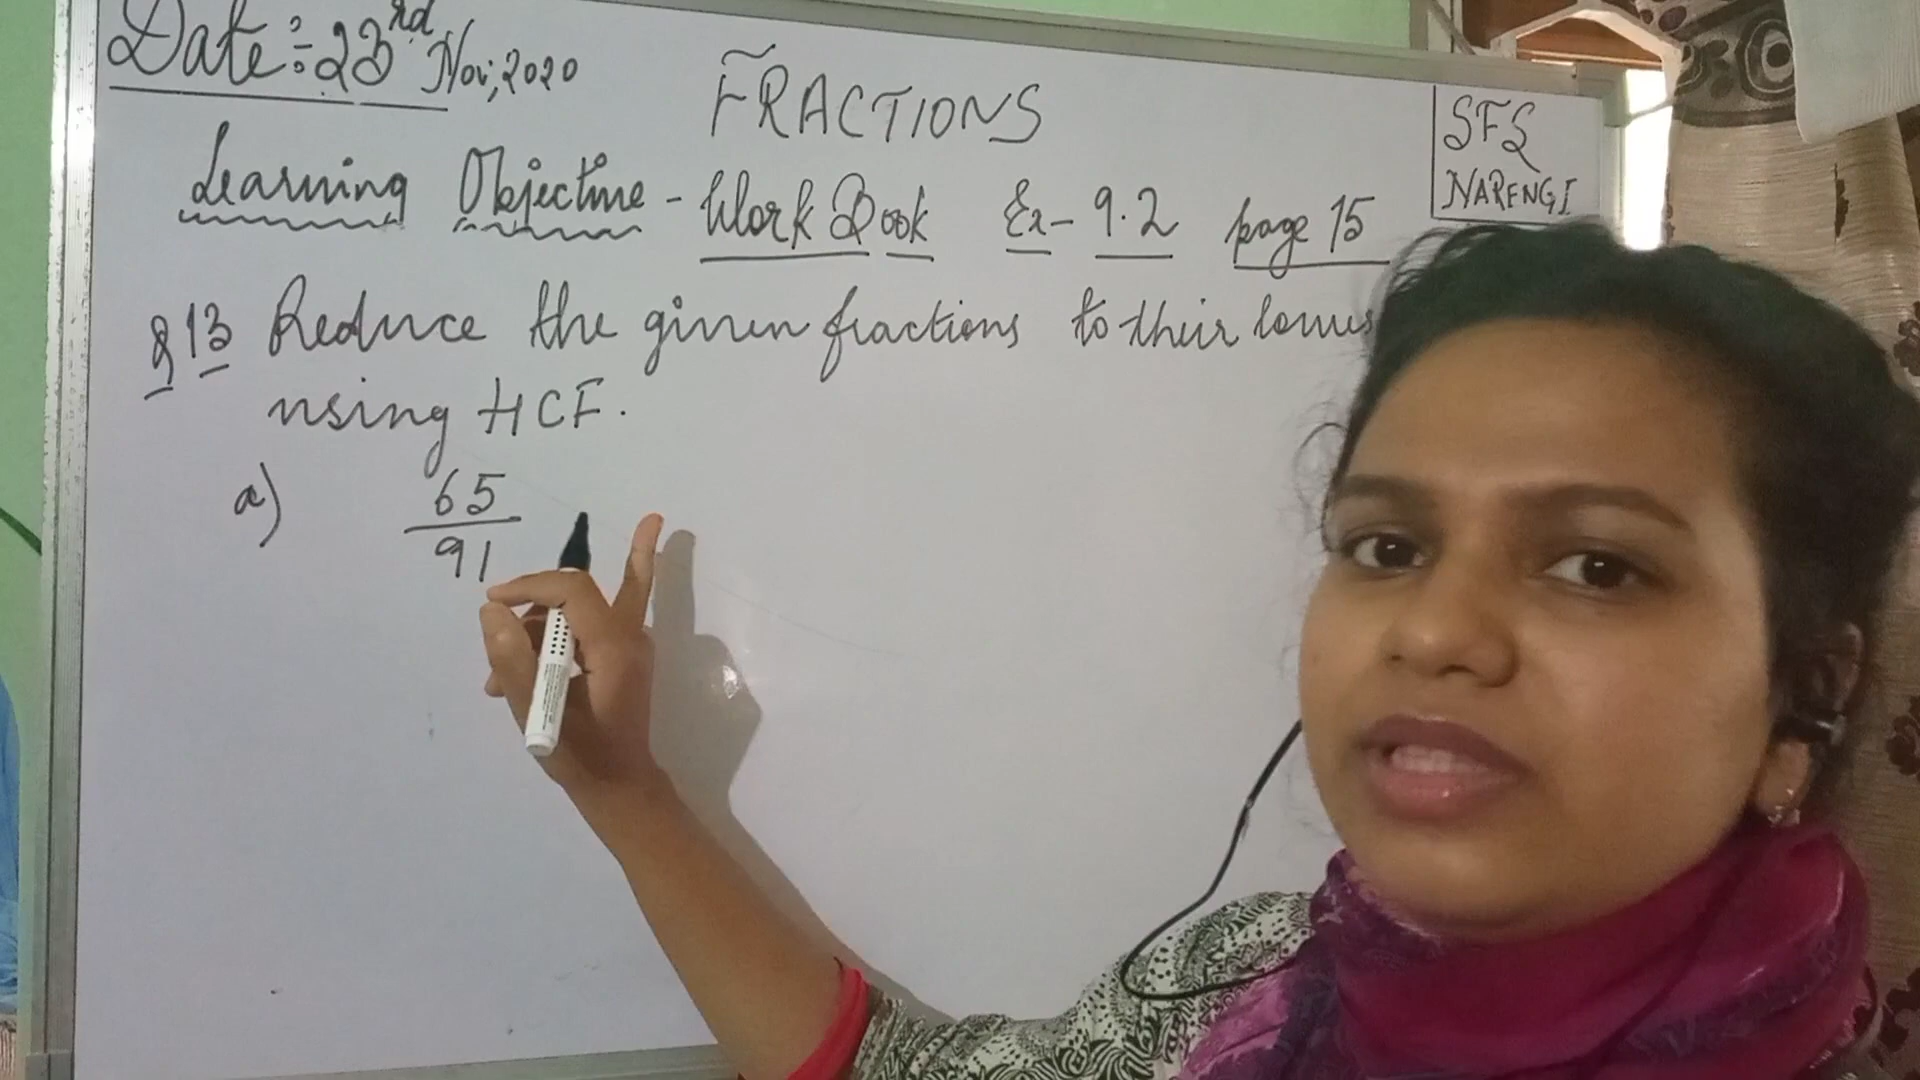 Date:- 23rd Nov, 2020
FRACTIONS
SFS
NARENGI
Learning Objective - Work Book Ex- 9.2 page 15
Q13 Reduce the given fractions to their lowes
using HCF.
a) 65
91